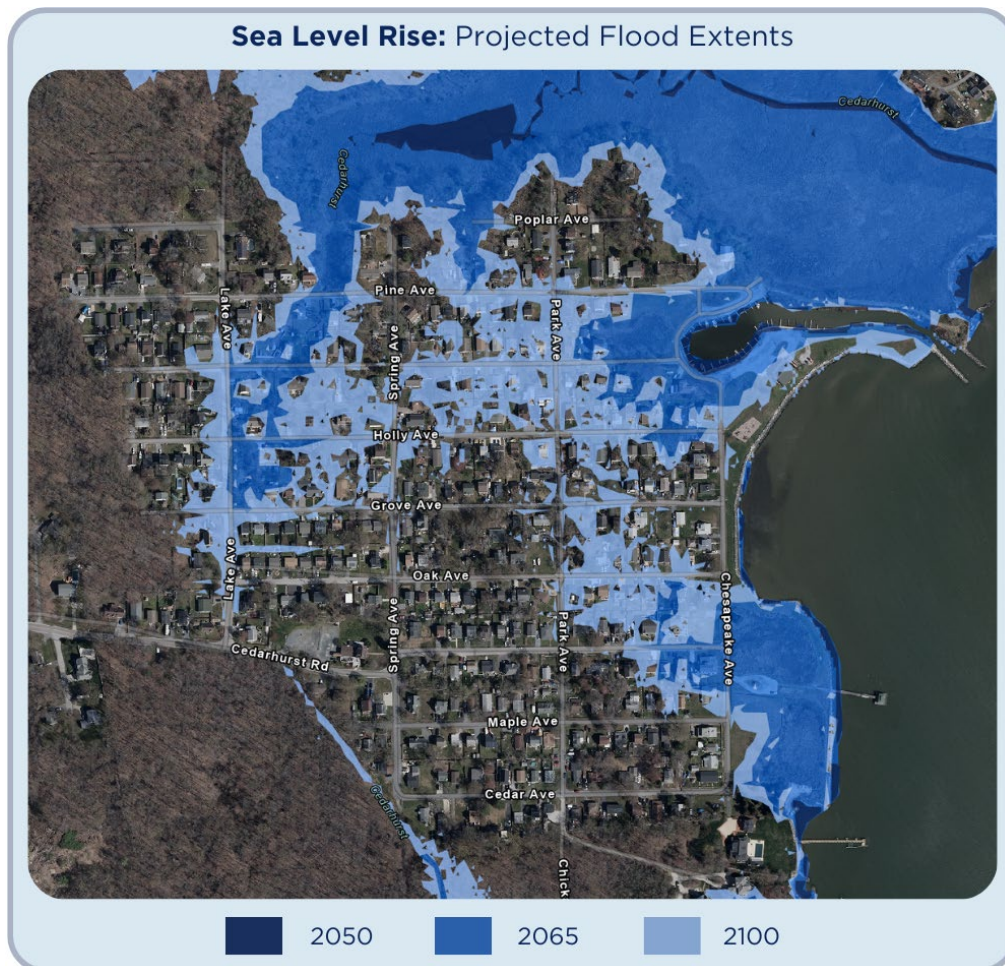 Sea Level Rise: Projected Flood Extents
Cedarhurst
Cedarhurst
Poplar Ave
Pine Ave
Lake Ave
Spring Ave
Park Ave
Holly Ave
Grove Ave
Lake Ave
Oak Ave
Chesapeake Ave
Spring Ave
Park Ave
Cedarhurst Rd
Maple Ave
Cedar Ave
Cedarhurst
Chick
2050
2065
2100